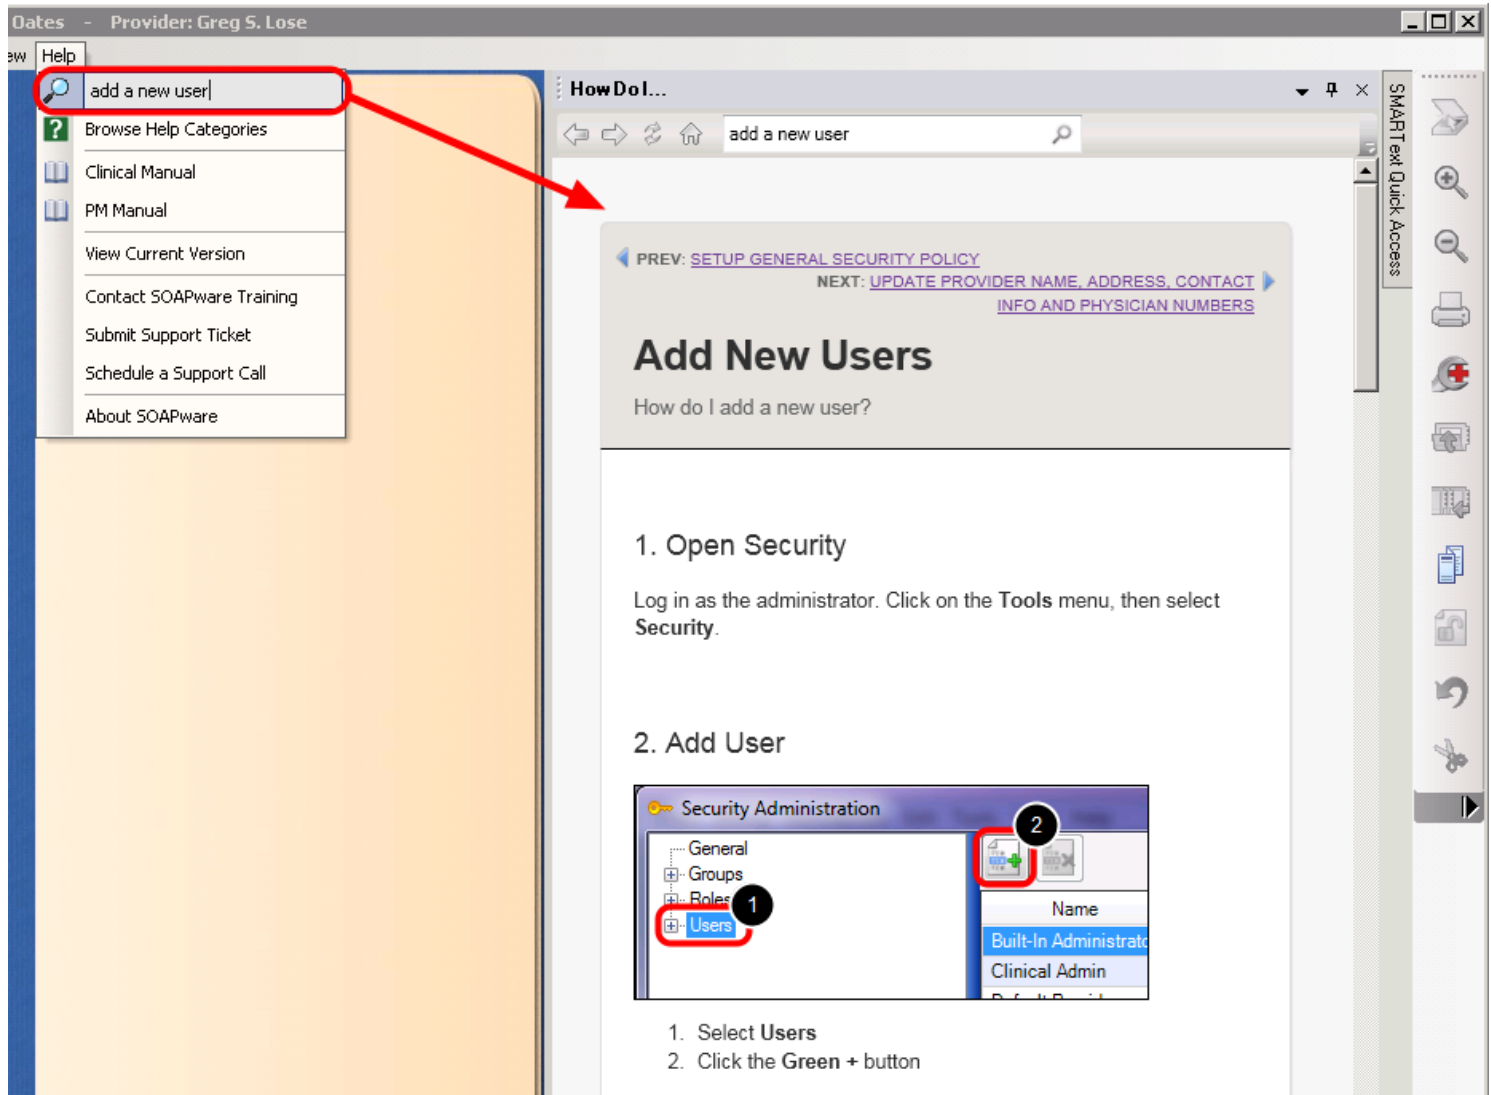 Oates - Provider: Greg S. Lose
ew Help
add a new user
Browse Help Categories
Clinical Manual
PM Manual
View Current Version
Contact SOAPware Training
Submit Support Ticket
Schedule a Support Call
About SOAPware
How Do I...
add a new user
SMARText Quick Access
PREV: SETUP GENERAL SECURITY POLICY
NEXT: UPDATE PROVIDER NAME, ADDRESS, CONTACT
INFO AND PHYSICIAN NUMBERS
Add New Users
How do I add a new user?
1. Open Security
Log in as the administrator. Click on the Tools menu, then select
Security.
2. Add User
Security Administration
2
General
Groups
Roles
1
Users
Name
Built-In Administrato
Clinical Admin
1. Select Users
2. Click the Green + button